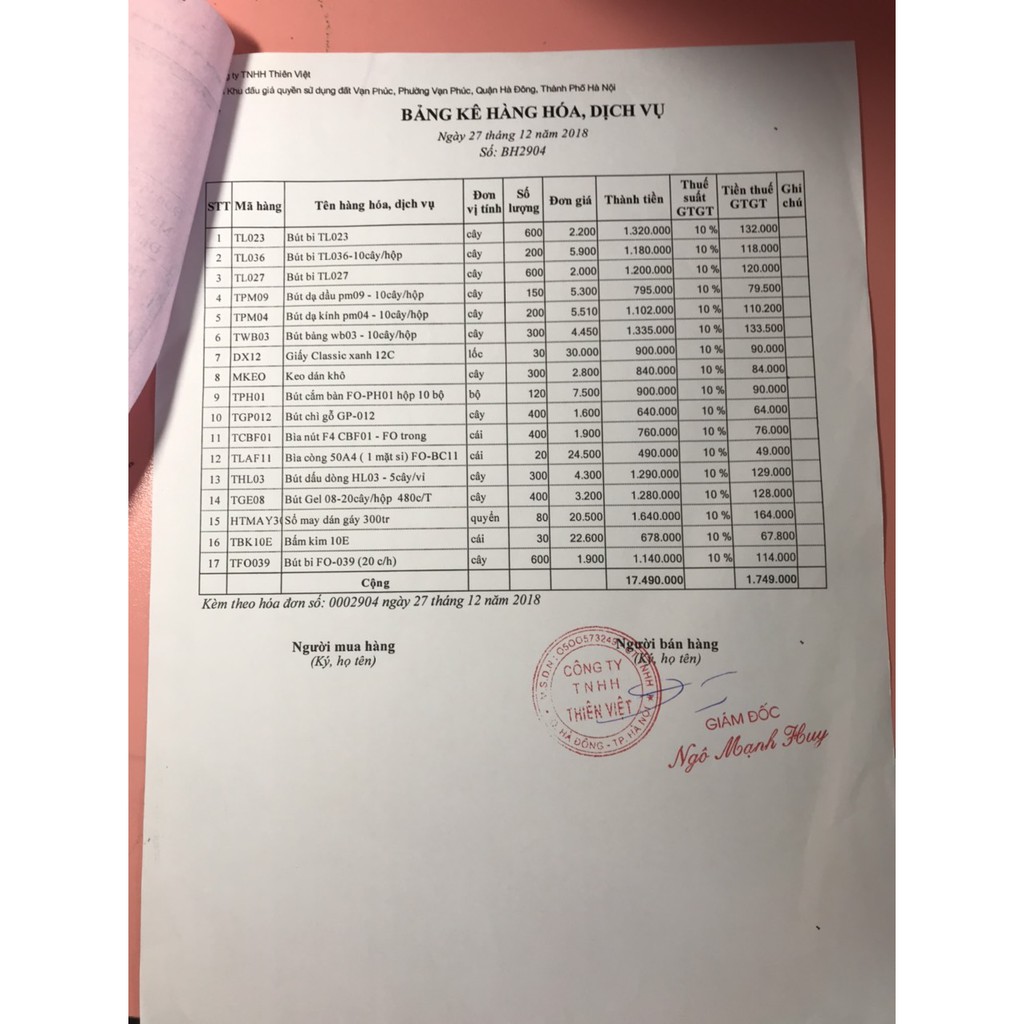 ty TNHH Thiên Việt
Khu đấu giá quyền sử dụng đất Vạn Phúc, Phường Vạn Phúc, Quận Hà Đông, Thành Phố Hà Nội
BẢNG KÊ HÀNG HÓA, DỊCH VỤ
Ngày 27 tháng 12 năm 2018
Số: BH2904
STT Mã hàng Tên hàng hóa, dịch vụ Đơn vị tính Số lượng Đơn giá Thành tiền Thuế suất GTGT Tiền thuế GTGT Ghi chú
1 TL023 Bút bi TL023 cây 600 2.200 1.320.000 10 % 132.000
2 TL036 Bút bi TL036-10cây/hộp cây 200 5.900 1.180.000 10 % 118.000
3 TL027 Bút bi TL027 cây 600 2.000 1.200.000 10 % 120.000
4 TPM09 Bút dạ dầu pm09 - 10cây/hộp cây 150 5.300 795.000 10 % 79.500
5 TPM04 Bút dạ kính pm04 - 10cây/hộp cây 200 5.510 1.102.000 10 % 110.200
6 TWB03 Bút bảng wb03 - 10cây/hộp cây 300 4.450 1.335.000 10 % 133.500
7 DX12 Giấy Classic xanh 12C lốc 30 30.000 900.000 10 % 90.000
8 MKEO Keo dán khô cây 300 2.800 840.000 10 % 84.000
9 TPH01 Bút cắm bàn FO-PH01 hộp 10 bộ bộ 120 7.500 900.000 10 % 90.000
10 TGP012 Bút chì gỗ GP-012 cây 400 1.600 640.000 10 % 64.000
11 TCBF01 Bìa nút F4 CBF01 - FO trong cái 400 1.900 760.000 10 % 76.000
12 TLAF11 Bìa còng 50A4 ( 1 mặt si) FO-BC11 cái 20 24.500 490.000 10 % 49.000
13 THL03 Bút dấu dòng HL03 - 5cây/vỉ cây 300 4.300 1.290.000 10 % 129.000
14 TGE08 Bút Gel 08-20cây/hộp 480c/T cây 400 3.200 1.280.000 10 % 128.000
15 HTMAY30 Sổ may dán gáy 300tr quyển 80 20.500 1.640.000 10 % 164.000
16 TBK10E Bấm kim 10E cái 30 22.600 678.000 10 % 67.800
17 TFO039 Bút bi FO-039 (20 c/h) cây 600 1.900 1.140.000 10 % 114.000
Cộng 17.490.000 1.749.000
Kèm theo hóa đơn số: 0002904 ngày 27 tháng 12 năm 2018
Người mua hàng
(Ký, họ tên)
Người bán hàng
(Ký, họ tên)
CÔNG TY
TNHH
THIÊN VIỆT
HÀ ĐÔNG - TP. HÀ NỘI
GIÁM ĐỐC
Ngô Mạnh Huy